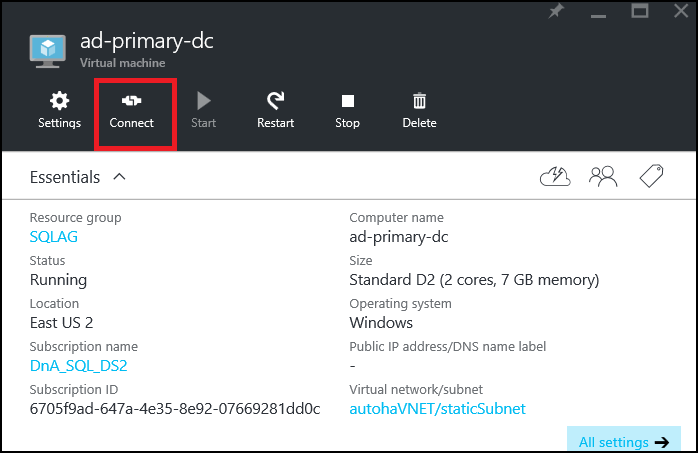 ad-primary-dc
Virtual machine
Settings Connect Start Restart Stop Delete
Essentials
Resource group
SQLAG
Status
Running
Location
East US 2
Subscription name
DnA_SQL_DS2
Subscription ID
6705f9ad-647a-4e35-8e92-07669281dd0c
Computer name
ad-primary-dc
Size
Standard D2 (2 cores, 7 GB memory)
Operating system
Windows
Public IP address/DNS name label
-
Virtual network/subnet
autohaVNET/staticSubnet
All settings →